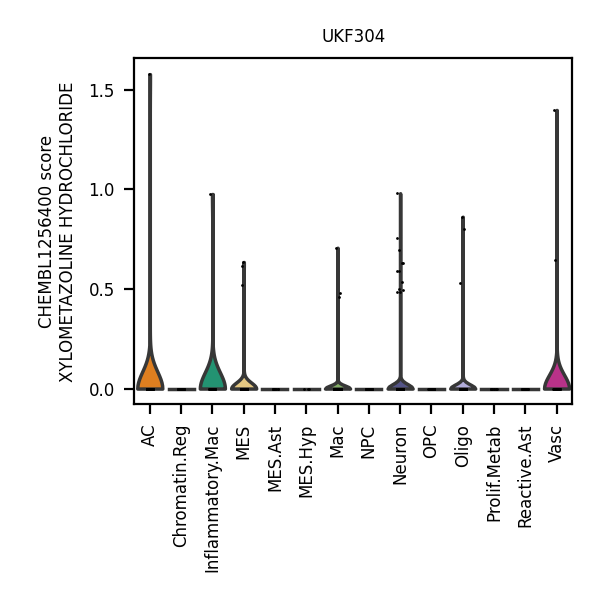 UKF304
CHEMBL1256400 score
XYLOMETAZOLINE HYDROCHLORIDE
1.5
1.0
0.5
0.0
AC
Chromatin.Reg
Inflammatory.Mac
MES
MES.Ast
MES.Hyp
Mac
NPC
Neuron
OPC
Oligo
Prolif.Metab
Reactive.Ast
Vasc